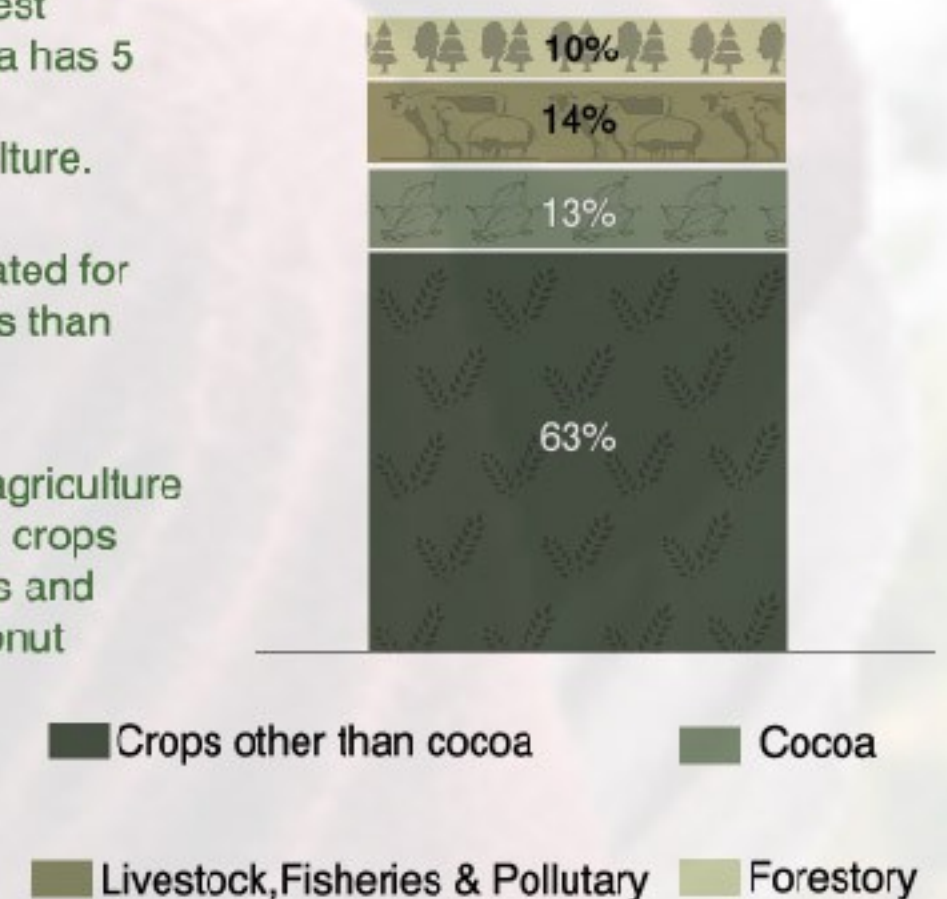 est
a has 5
lture.
ated for
s than
agriculture
crops
s and
onut
10%
14%
13%
63%
Crops other than cocoa
Cocoa
Livestock,Fisheries & Pollutary
Forestory